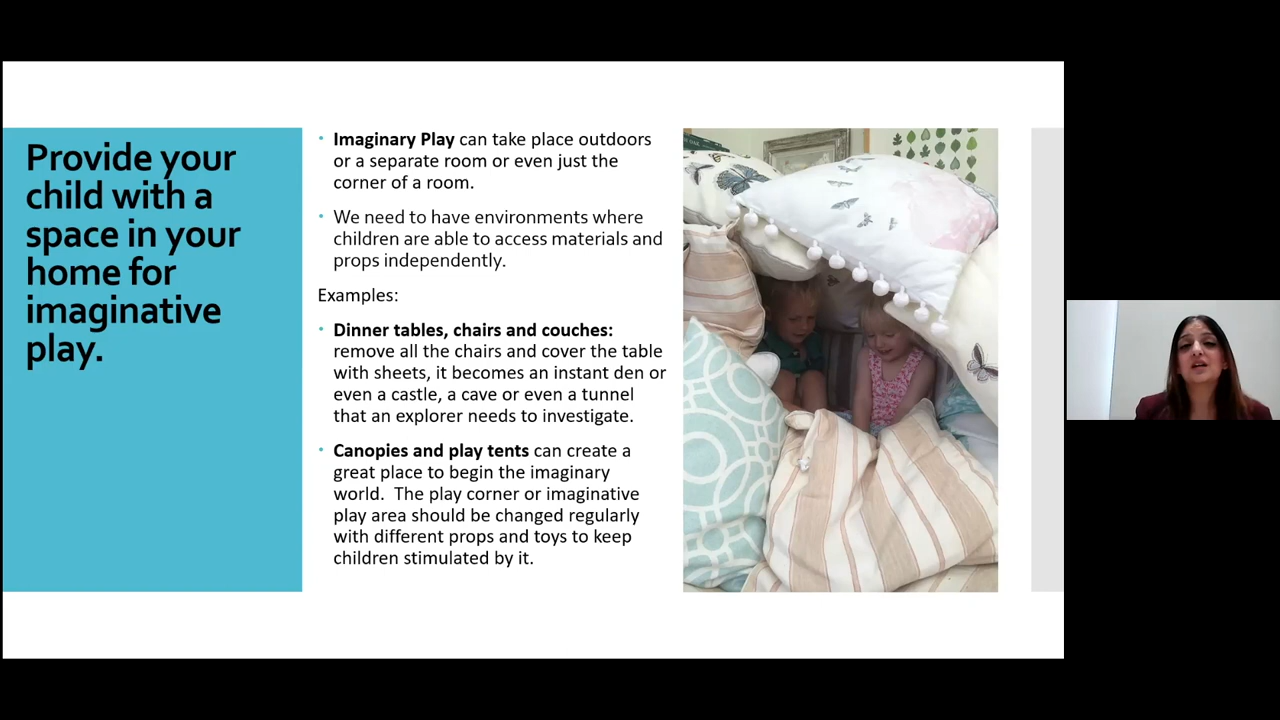 Provide your
child with a
space in your
home for
imaginative
play.
• Imaginary Play can take place outdoors
or a separate room or even just the
corner of a room.
• We need to have environments where
children are able to access materials and
props independently.
Examples:
• Dinner tables, chairs and couches:
remove all the chairs and cover the table
with sheets, it becomes an instant den or
even a castle, a cave or even a tunnel
that an explorer needs to investigate.
• Canopies and play tents can create a
great place to begin the imaginary
world.  The play corner or imaginative
play area should be changed regularly
with different props and toys to keep
children stimulated by it.